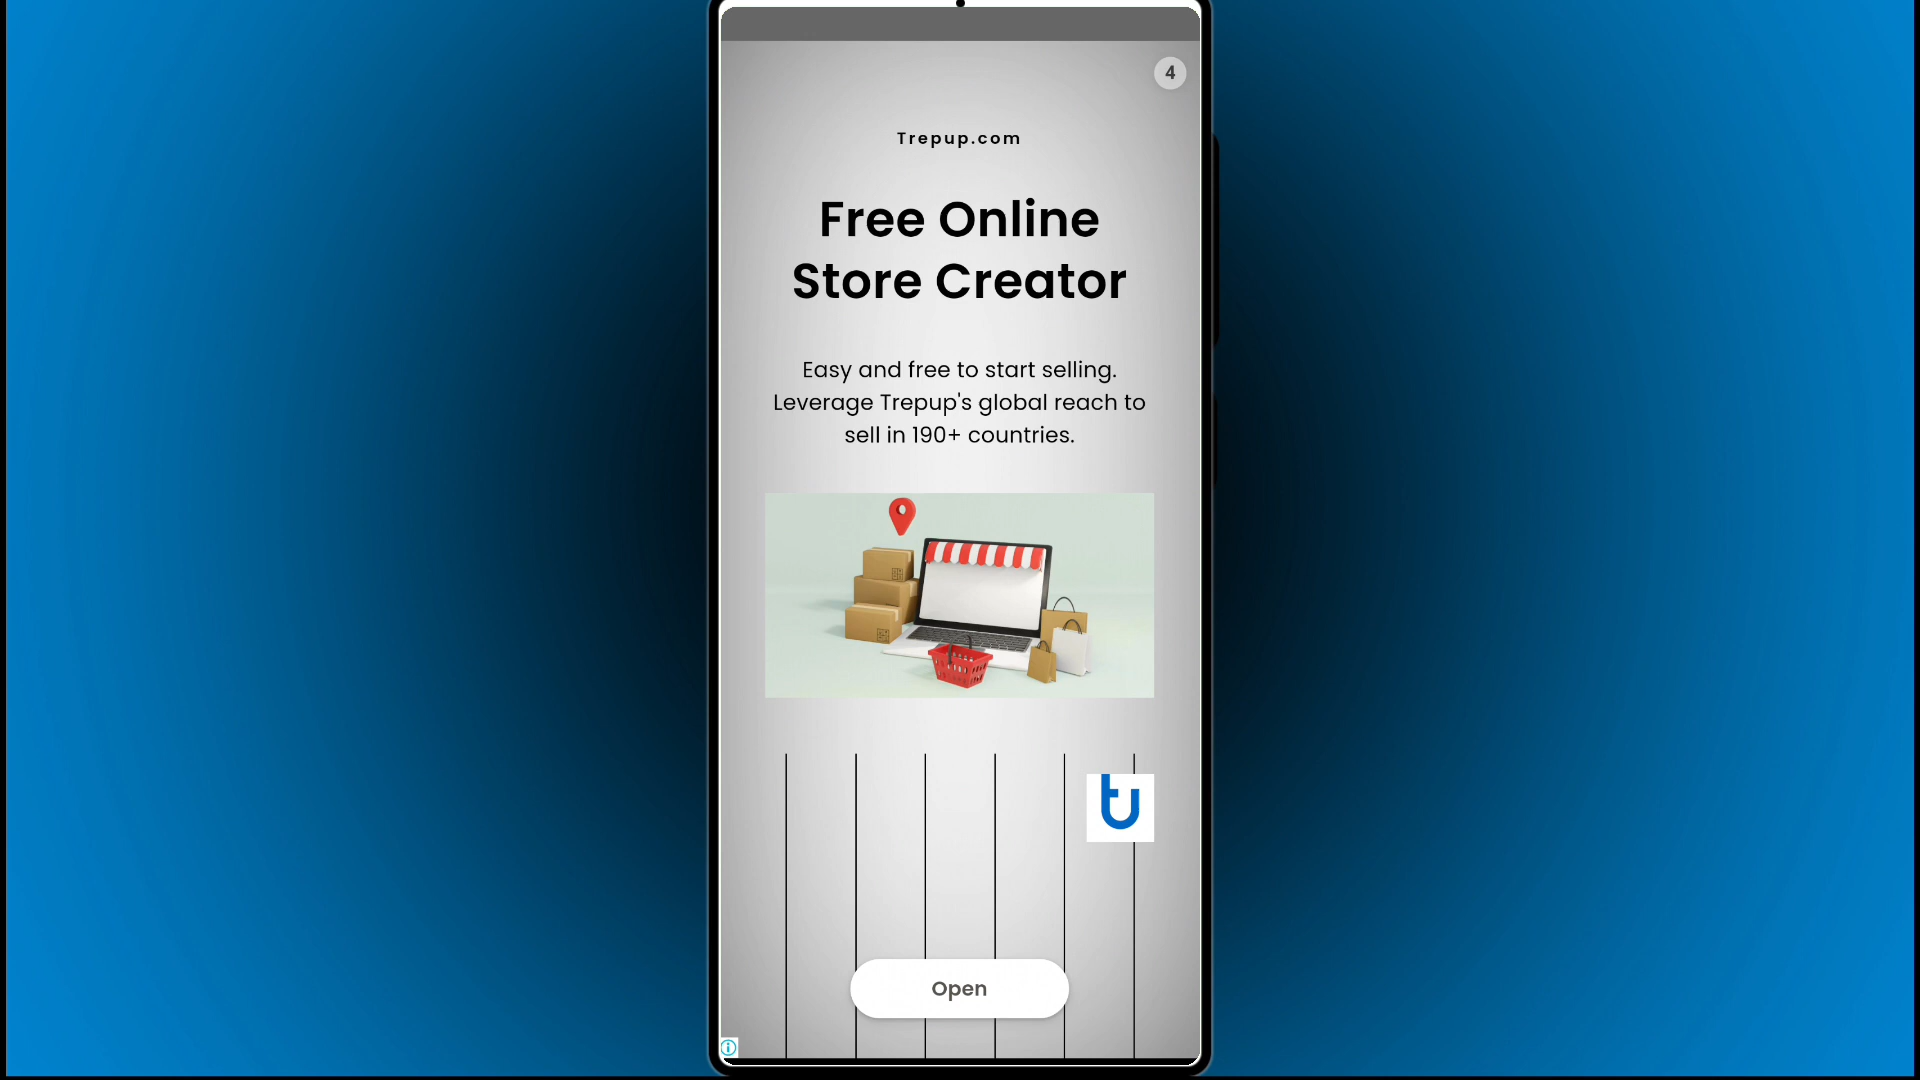 4
Trepup.com
Free Online
Store Creator
Easy and free to start selling.
Leverage Trepup's global reach to
sell in 190+ countries.
tu
Open